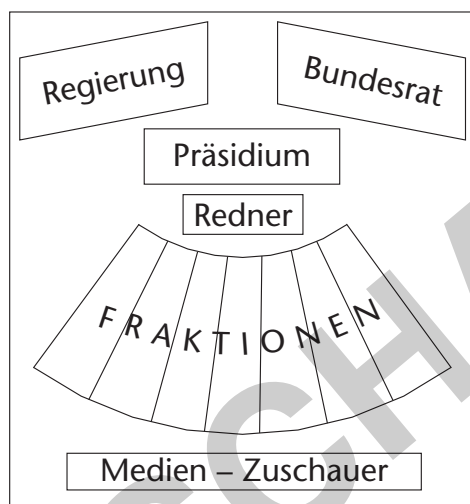 Regierung
Bundesrat
Präsidium
Redner
FRAKTIONEN
Medien – Zuschauer